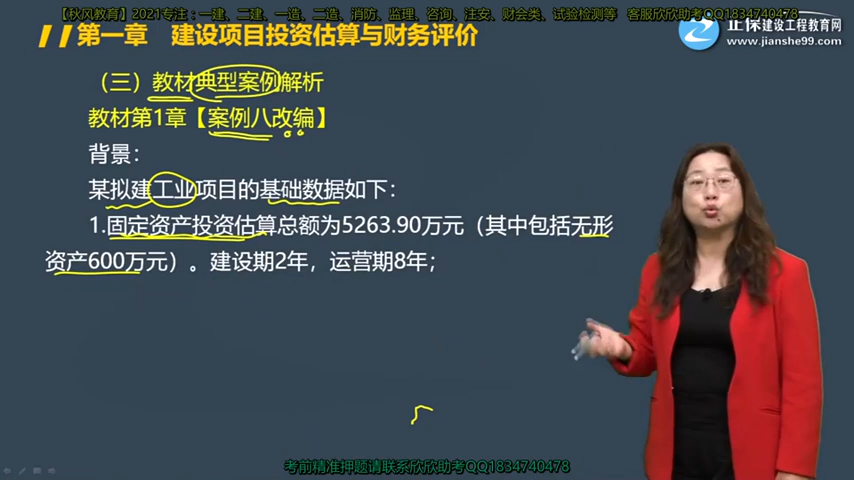 【秋风教育】2021专注：一建、二建、一造、二造、消防、监理、咨询、注安、财会类、试验检测等 客服欣欣助考QQ1834740478
第一章 建设项目投资估算与财务评价
正保建设工程教育网
www.jianshe99.com
（三）教材典型案例解析
教材第1章【案例八改编】
背景：
某拟建工业项目的基础数据如下：
1.固定资产投资估算总额为5263.90万元（其中包括无形
资产600万元）。建设期2年，运营期8年；
考前精准押题请联系欣欣助考QQ1834740478